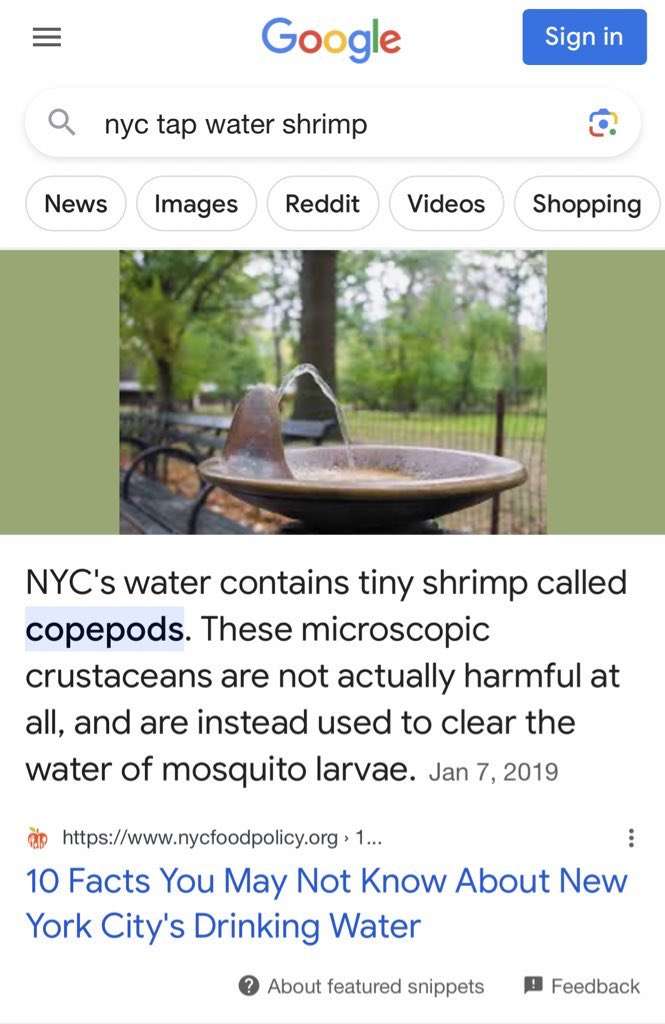 Google
Sign in
nyc tap water shrimp
News Images Reddit Videos Shopping
NYC's water contains tiny shrimp called
copepods. These microscopic
crustaceans are not actually harmful at
all, and are instead used to clear the
water of mosquito larvae. Jan 7, 2019
https://www.nycfoodpolicy.org › 1...
10 Facts You May Not Know About New
York City's Drinking Water
About featured snippets Feedback